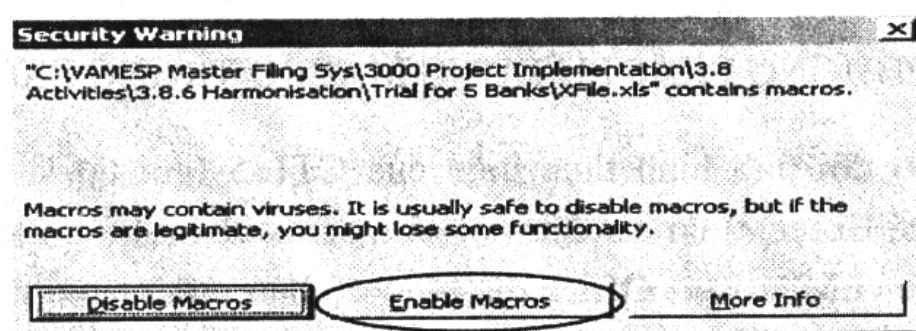 Security Warning
"C:\VAMESP Master Filing Sys\3000 Project Implementation\3.8
Activities\3.8.6 Harmonisation\Trial for 5 Banks\XFile.xls" contains macros.
Macros may contain viruses. It is usually safe to disable macros, but if the
macros are legitimate, you might lose some functionality.
Disable Macros Enable Macros More Info